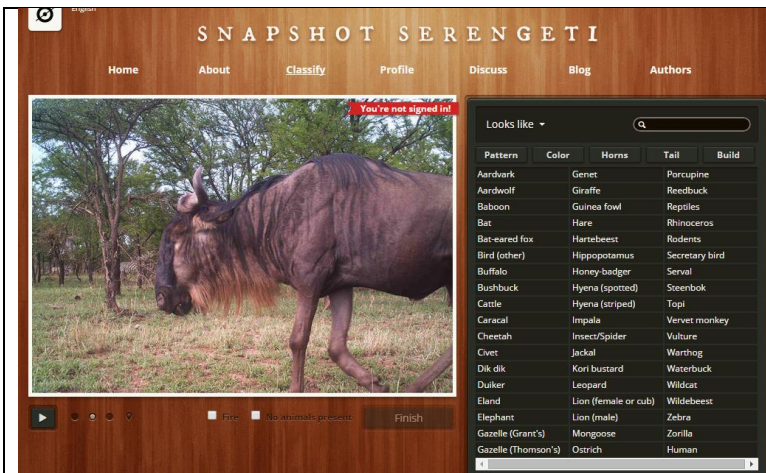 English
SNAPSHOT SERENGETI
Home About Classify Profile Discuss Blog Authors
You're not signed in!
Looks like
Pattern Color Horns Tail Build
Aardvark Genet Porcupine
Aardwolf Giraffe Reedbuck
Baboon Guinea fowl Reptiles
Bat Hare Rhinoceros
Bat-eared fox Hartebeest Rodents
Bird (other) Hippopotamus Secretary bird
Buffalo Honey-badger Serval
Bushbuck Hyena (spotted) Steenbok
Cattle Hyena (striped) Topi
Caracal Impala Vervet monkey
Cheetah Insect/Spider Vulture
Civet Jackal Warthog
Dik dik Kori bustard Waterbuck
Duiker Leopard Wildcat
Eland Lion (female or cub) Wildebeest
Elephant Lion (male) Zebra
Gazelle (Grant's) Mongoose Zorilla
Gazelle (Thomson's) Ostrich Human
Fire No animals present Finish